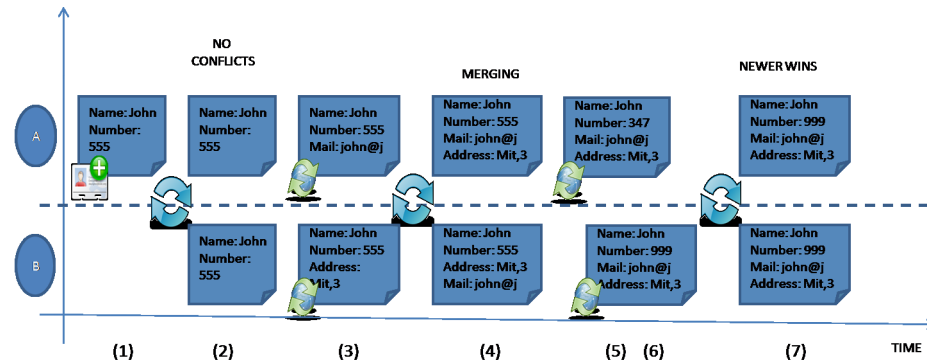 NO
CONFLICTS
MERGING
NEWER WINS
A
Name: John
Number:
555
Name: John
Number:
555
Name: John
Number: 555
Mail: john@j
Name: John
Number: 555
Mail: john@j
Address: Mit,3
Name: John
Number: 347
Mail: john@j
Address: Mit,3
Name: John
Number: 999
Mail: john@j
Address: Mit,3
B
Name: John
Number:
555
Name: John
Number: 555
Address:
Mit,3
Name: John
Number: 555
Address: Mit,3
Mail: john@j
Name: John
Number: 999
Mail: john@j
Address: Mit,3
Name: John
Number: 999
Mail: john@j
Address: Mit,3
(1) (2) (3) (4) (5) (6) (7) TIME